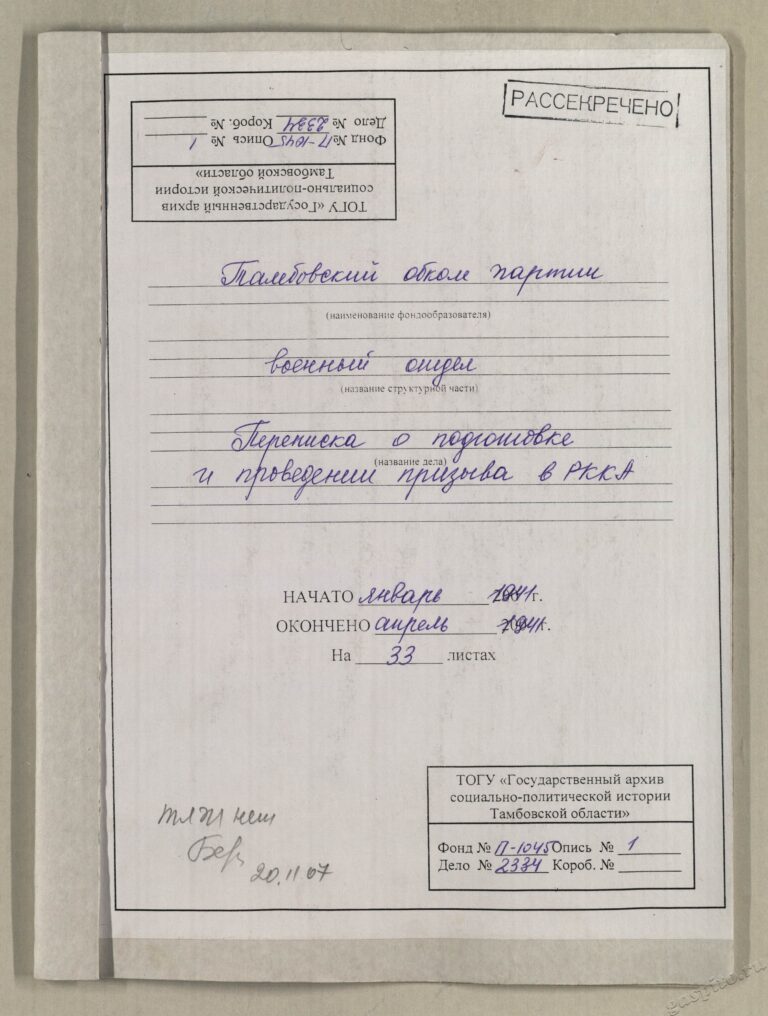 РАССЕКРЕЧЕНО
ТОГУ «Государственный архив
социально-политической истории
Тамбовской области»
Фонд № П-1045 Опись № 1
Дело № 2334 Короб. №
Тамбовский обком партии
(наименование фондообразователя)
военный отдел
(название структурной части)
Переписка о подготовке
(название дела)
и проведении призыва в РККА
НАЧАТО январь 1941 г.
ОКОНЧЕНО апрель 1941 г.
На 33 листах
нет
20.11.07
ТОГУ «Государственный архив
социально-политической истории
Тамбовской области»
Фонд № П-1045 Опись № 1
Дело № 2334 Короб. №
gaspito.ru